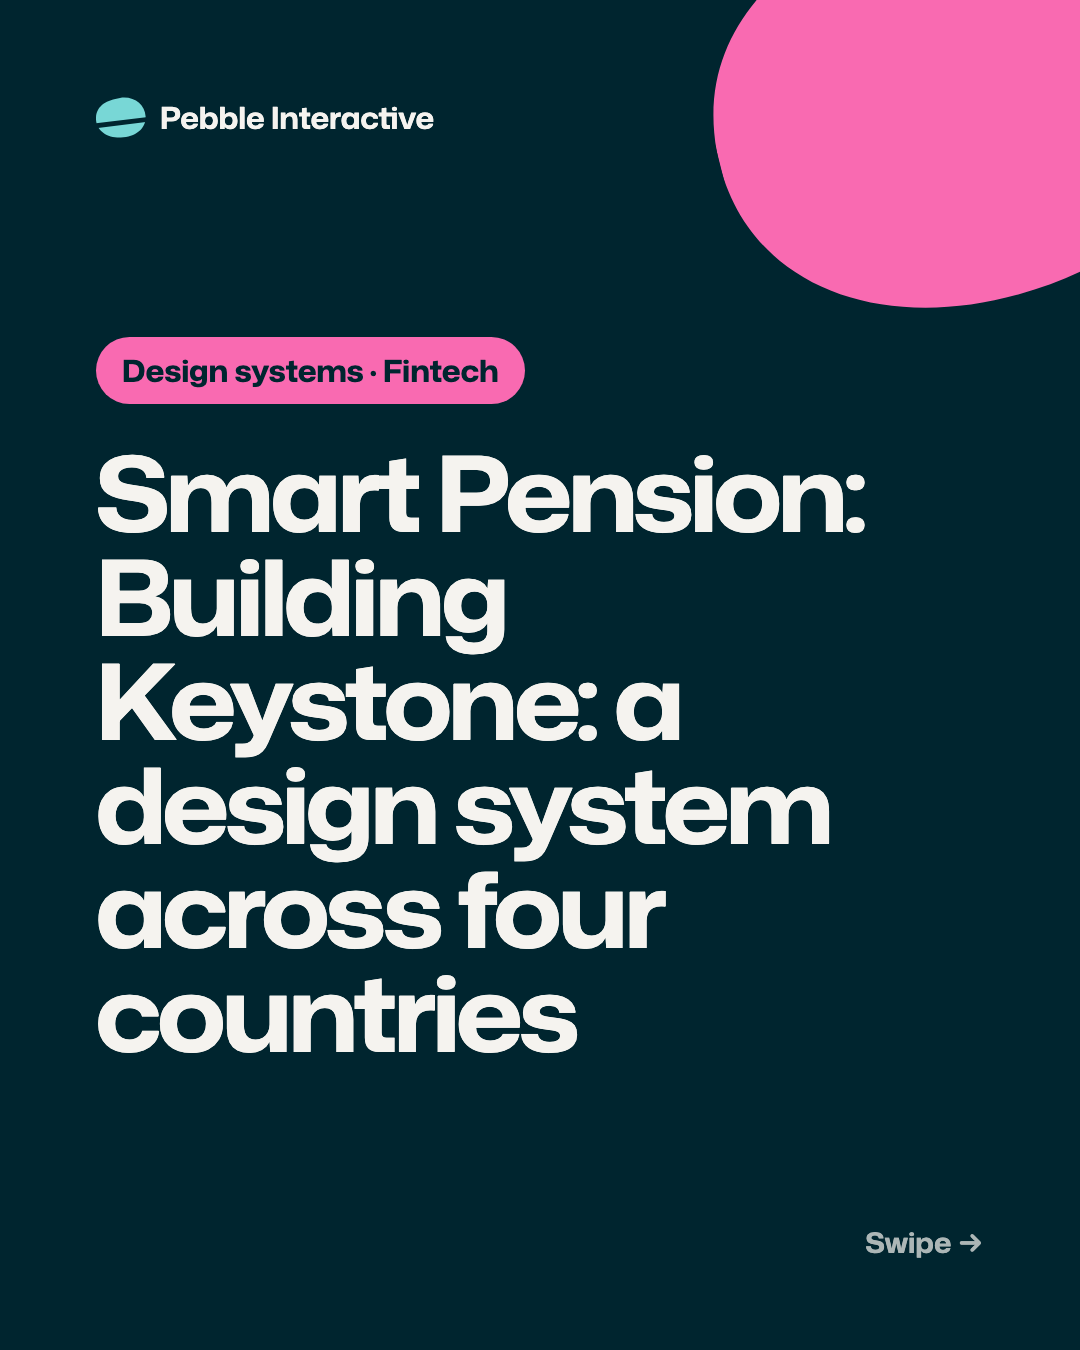 Pebble Interactive
Design systems · Fintech
Smart Pension:
Building
Keystone: a
design system
across four
countries
Swipe →